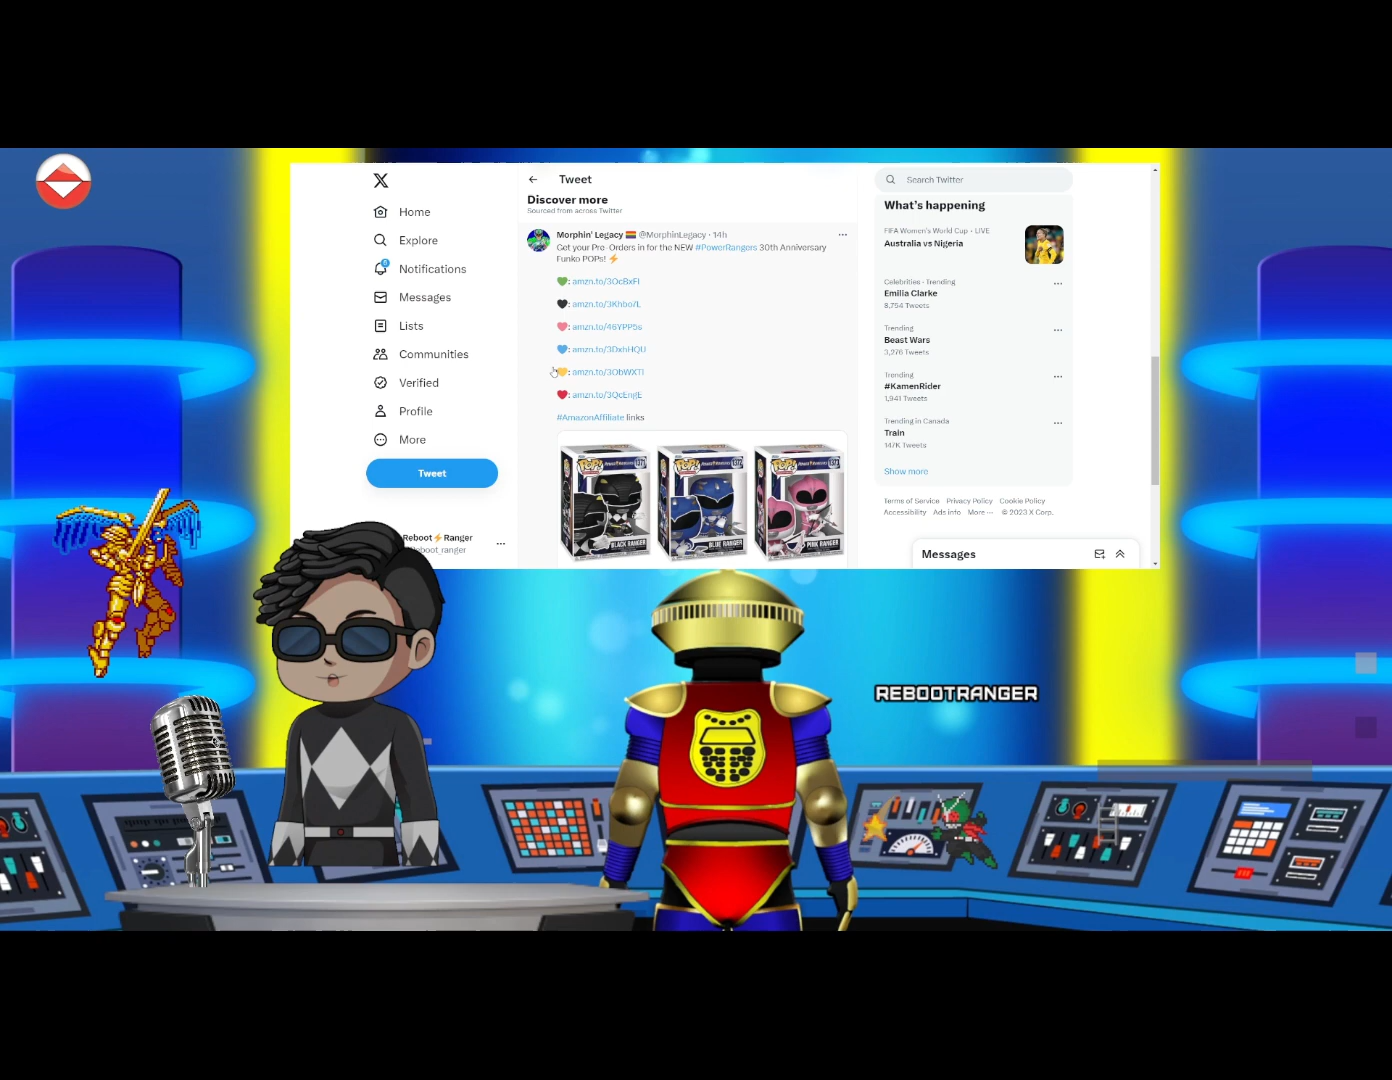 Home
Explore
Notifications
Messages
Lists
Communities
Verified
Profile
More
Tweet
Reboot⚡Ranger
Tweet
Discover more
Sourced from across Twitter
Morphin' Legacy 🏳️‍🌈 @MorphinLegacy · 14h
Get your Pre-Orders in for the NEW #PowerRangers 30th Anniversary
Funko POPs! ⚡
💚: amzn.to/3OcBxFI
🖤:
🩷: amzn.to/46YPP5s
💙: amzn.to/3DxhHQU
💛: amzn.to/3ObWXTl
❤️: amzn.to/3QcEngE
#AmazonAffiliate links
POP!
BLACK RANGER
POP!
BLUE RANGER
POP!
PINK RANGER
Search Twitter
What's happening
FIFA Women's World Cup · LIVE
Australia vs Nigeria
Celebrities · Trending
Emilia Clarke
8,754 Tweets
Trending
Beast Wars
3,276 Tweets
Trending
#KamenRider
1,941 Tweets
Trending in Canada
Train
147K Tweets
Show more
Terms of Service Privacy Policy Cookie Policy
Accessibility Ads info More ··· © 2023 X Corp.
Messages
REBOOTRANGER